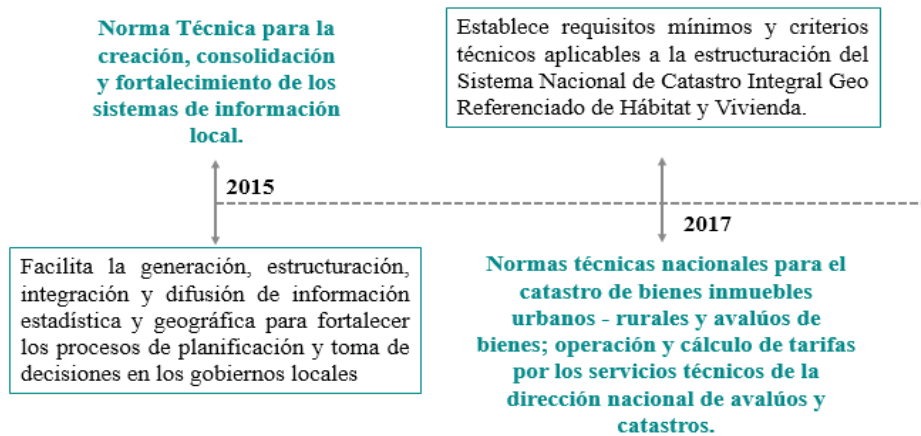 Norma Técnica para la
creación, consolidación
y fortalecimiento de los
sistemas de información
local.
2015
Facilita la generación, estructuración,
integración y difusión de información
estadística y geográfica para fortalecer
los procesos de planificación y toma de
decisiones en los gobiernos locales
Establece requisitos mínimos y criterios
técnicos aplicables a la estructuración del
Sistema Nacional de Catastro Integral Geo
Referenciado de Hábitat y Vivienda.
2017
Normas técnicas nacionales para el
catastro de bienes inmuebles
urbanos - rurales y avalúos de
bienes; operación y cálculo de tarifas
por los servicios técnicos de la
dirección nacional de avalúos y
catastros.